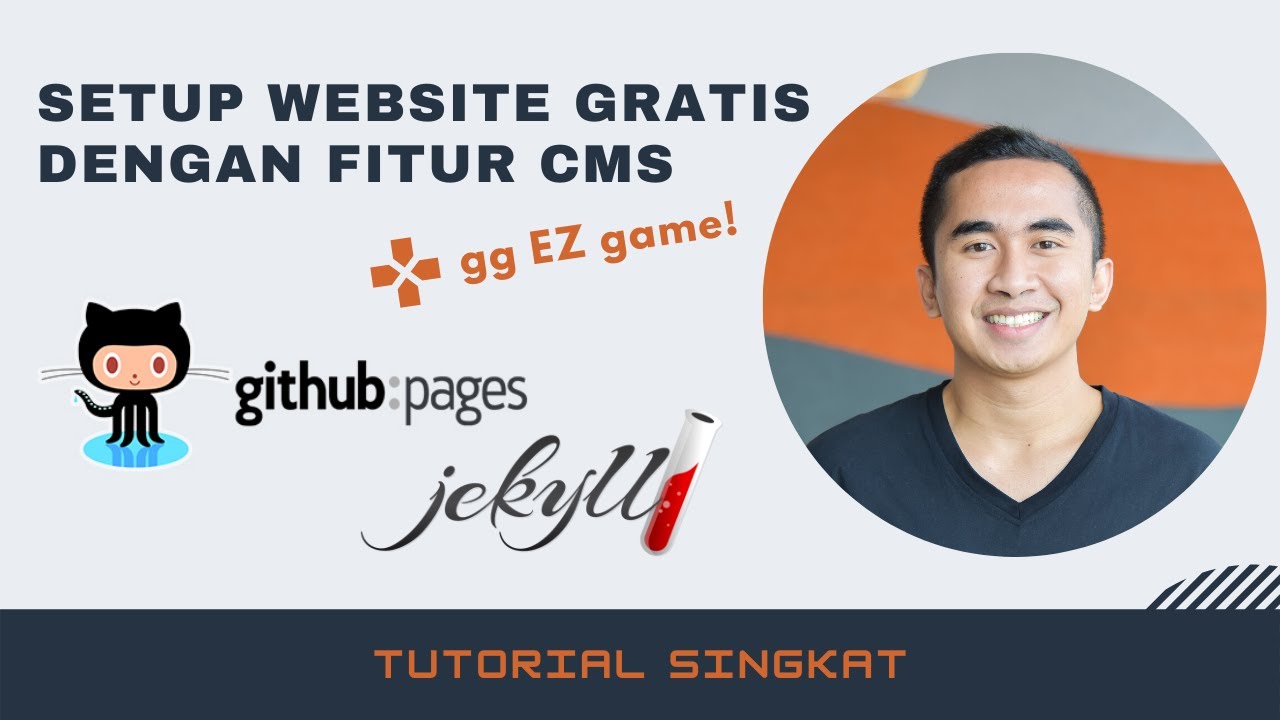 SETUP WEBSITE GRATIS
DENGAN FITUR CMS
gg EZ game!
github:pages
jekyll
TUTORIAL SINGKAT